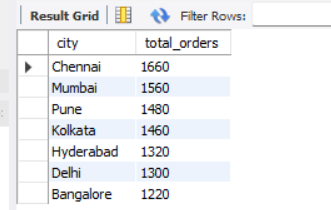 Result Grid Filter Rows:
city total_orders
Chennai 1660
Mumbai 1560
Pune 1480
Kolkata 1460
Hyderabad 1320
Delhi 1300
Bangalore 1220